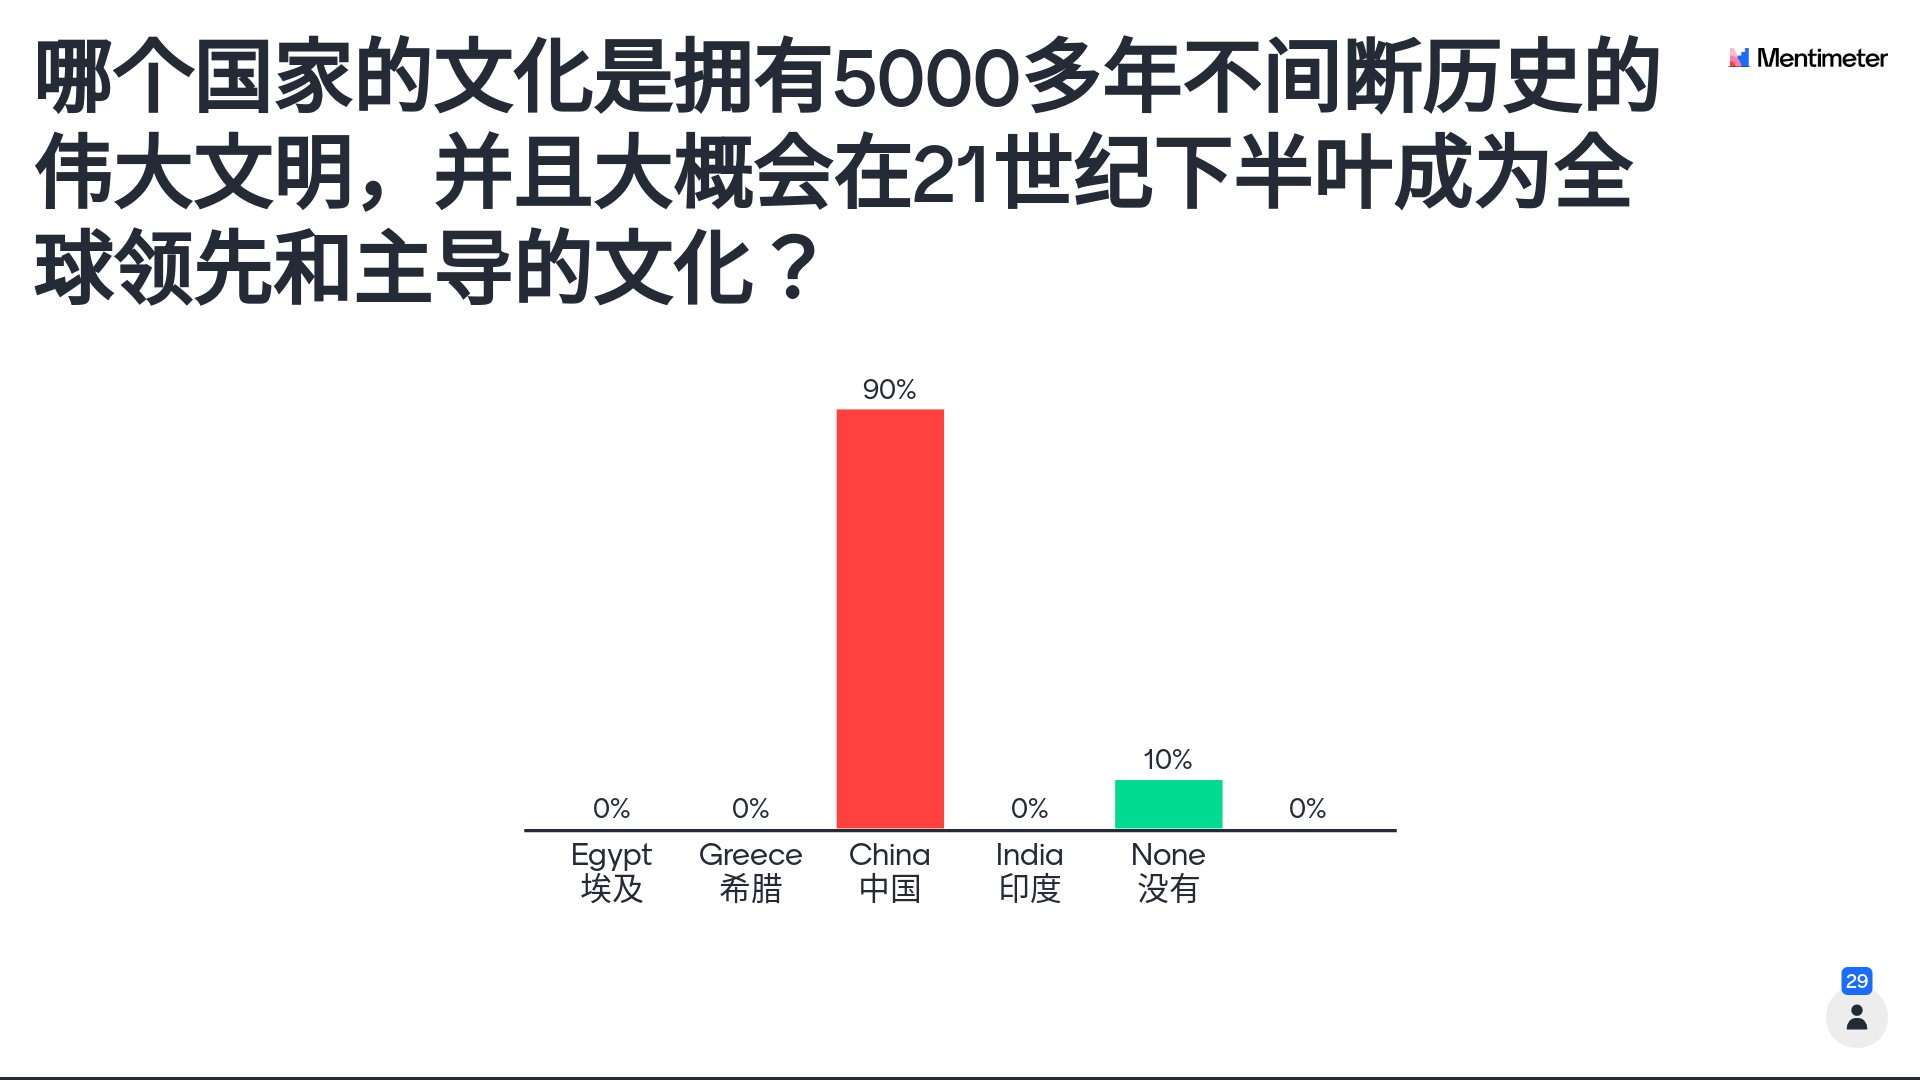 哪个国家的文化是拥有5000多年不间断历史的
伟大文明，并且大概会在21世纪下半叶成为全
球领先和主导的文化？
Mentimeter
90%
10%
0%
0%
0%
0%
Egypt
埃及
Greece
希腊
China
中国
India
印度
None
没有
29